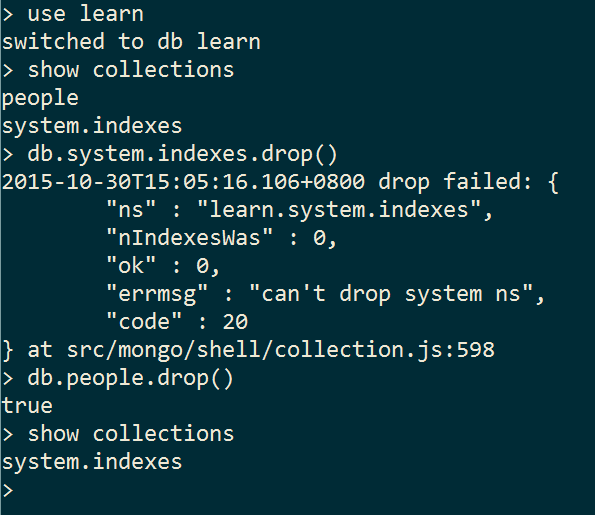 > use learn
switched to db learn
> show collections
people
system.indexes
> db.system.indexes.drop()
2015-10-30T15:05:16.106+0800 drop failed: {
        "ns" : "learn.system.indexes",
        "nIndexesWas" : 0,
        "ok" : 0,
        "errmsg" : "can't drop system ns",
        "code" : 20
} at src/mongo/shell/collection.js:598
> db.people.drop()
true
> show collections
system.indexes
>